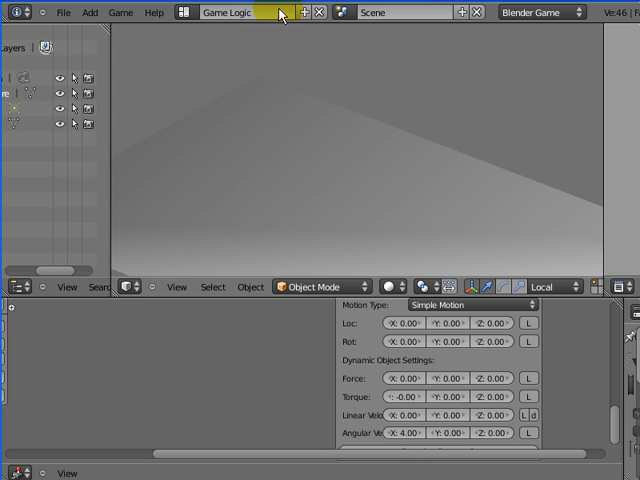 File Add Game Help Game Logic Scene Blender Game Ve:46 | Fa
ayers |
re
View Searc View Select Object Object Mode Local
Motion Type: Simple Motion
Loc: X: 0.00 Y: 0.00 Z: 0.00 L
Rot: X: 0.00 Y: 0.00 Z: 0.00 L
Dynamic Object Settings:
Force: X: 0.00 Y: 0.00 Z: 0.00 L
Torque: : -0.00 Y: 0.00 Z: 0.00 L
Linear Velo X: 0.00 Y: 0.00 Z: 0.00 L d
Angular Ve X: 4.00 Y: 0.00 Z: 0.00 L
View